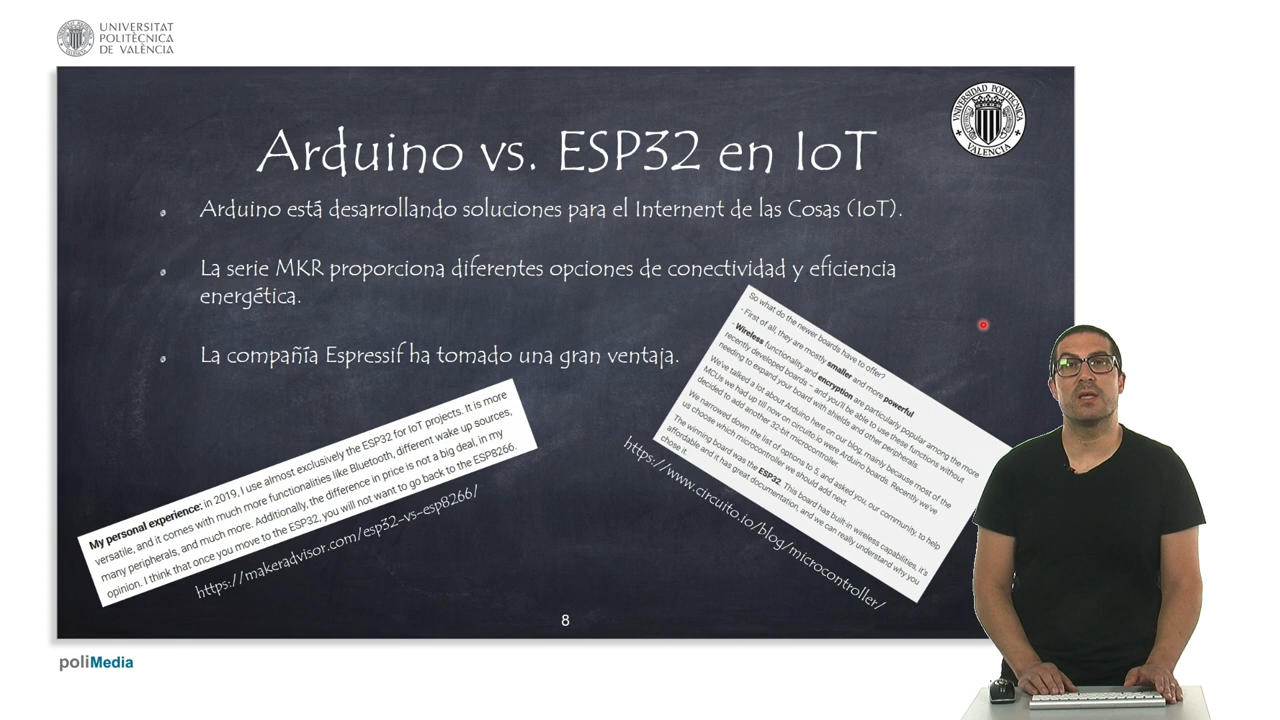 UNIVERSITAT
POLITÈCNICA
DE VALÈNCIA
UNIVERSIDAD POLITECNICA
VALENCIA
Arduino vs. ESP32 en IoT
Arduino está desarrollando soluciones para el Internent de las Cosas (IoT).
La serie MKR proporciona diferentes opciones de conectividad y eficiencia
energética.
La compañía Espressif ha tomado una gran ventaja.
My personal experience: in 2019, I use almost exclusively the ESP32 for IoT projects. It is more
versatile, and it comes with much more functionalities like Bluetooth, different wake up sources,
many peripherals, and much more. Additionally, the difference in price is not a big deal, in my
opinion. I think that once you move to the ESP32, you will not want to go back to the ESP8266.
https://makeradvisor.com/esp32-vs-esp8266/
So what do the newer boards have to offer?
- First of all, they are mostly smaller and more powerful
- Wireless functionality and encryption are particularly popular among the more
recently developed boards – and you'll be able to use these functions without
needing to expand your board with shields and other peripherals.
We've talked a lot about Arduino here on our blog, mainly because most of the
MCUs we had up till now on circuito.io were Arduino boards. Recently we've
decided to add another 32-bit microcontroller.
We narrowed down the list of options to 5, and asked you, our community, to help
us choose which microcontroller we should add next.
The winning board was the ESP32. This board has built in wireless capabilities, it's
affordable and it has great documentation, and we can really understand why you
chose it.
https://www.circuito.io/blog/microcontroller/
8
poliMedia